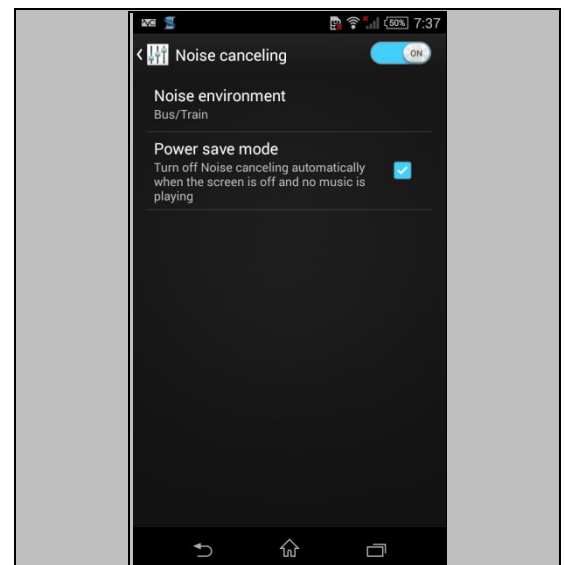 NC 50% 7:37
Noise canceling ON
Noise environment
Bus/Train
Power save mode
Turn off Noise canceling automatically
when the screen is off and no music is
playing